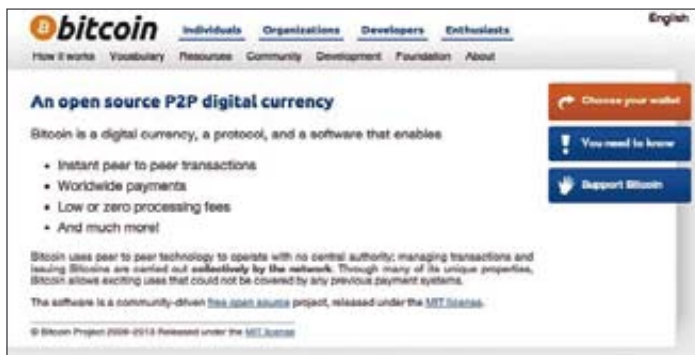 bitcoin
Individuals Organizations Developers Enthusiasts
English
How it works Vocabulary Resources Community Development Foundation About
An open source P2P digital currency
Bitcoin is a digital currency, a protocol, and a software that enables
• Instant peer to peer transactions
• Worldwide payments
• Low or zero processing fees
• And much more!
Choose your wallet
You need to know
Support Bitcoin
Bitcoin uses peer to peer technology to operate with no central authority; managing transactions and
issuing Bitcoins are carried out collectively by the network. Through many of its unique properties,
Bitcoin allows exciting uses that could not be covered by any previous payment systems.
The software is a community-driven free open source project, released under the MIT license.
© Bitcoin Project 2009-2013 Released under the MIT license